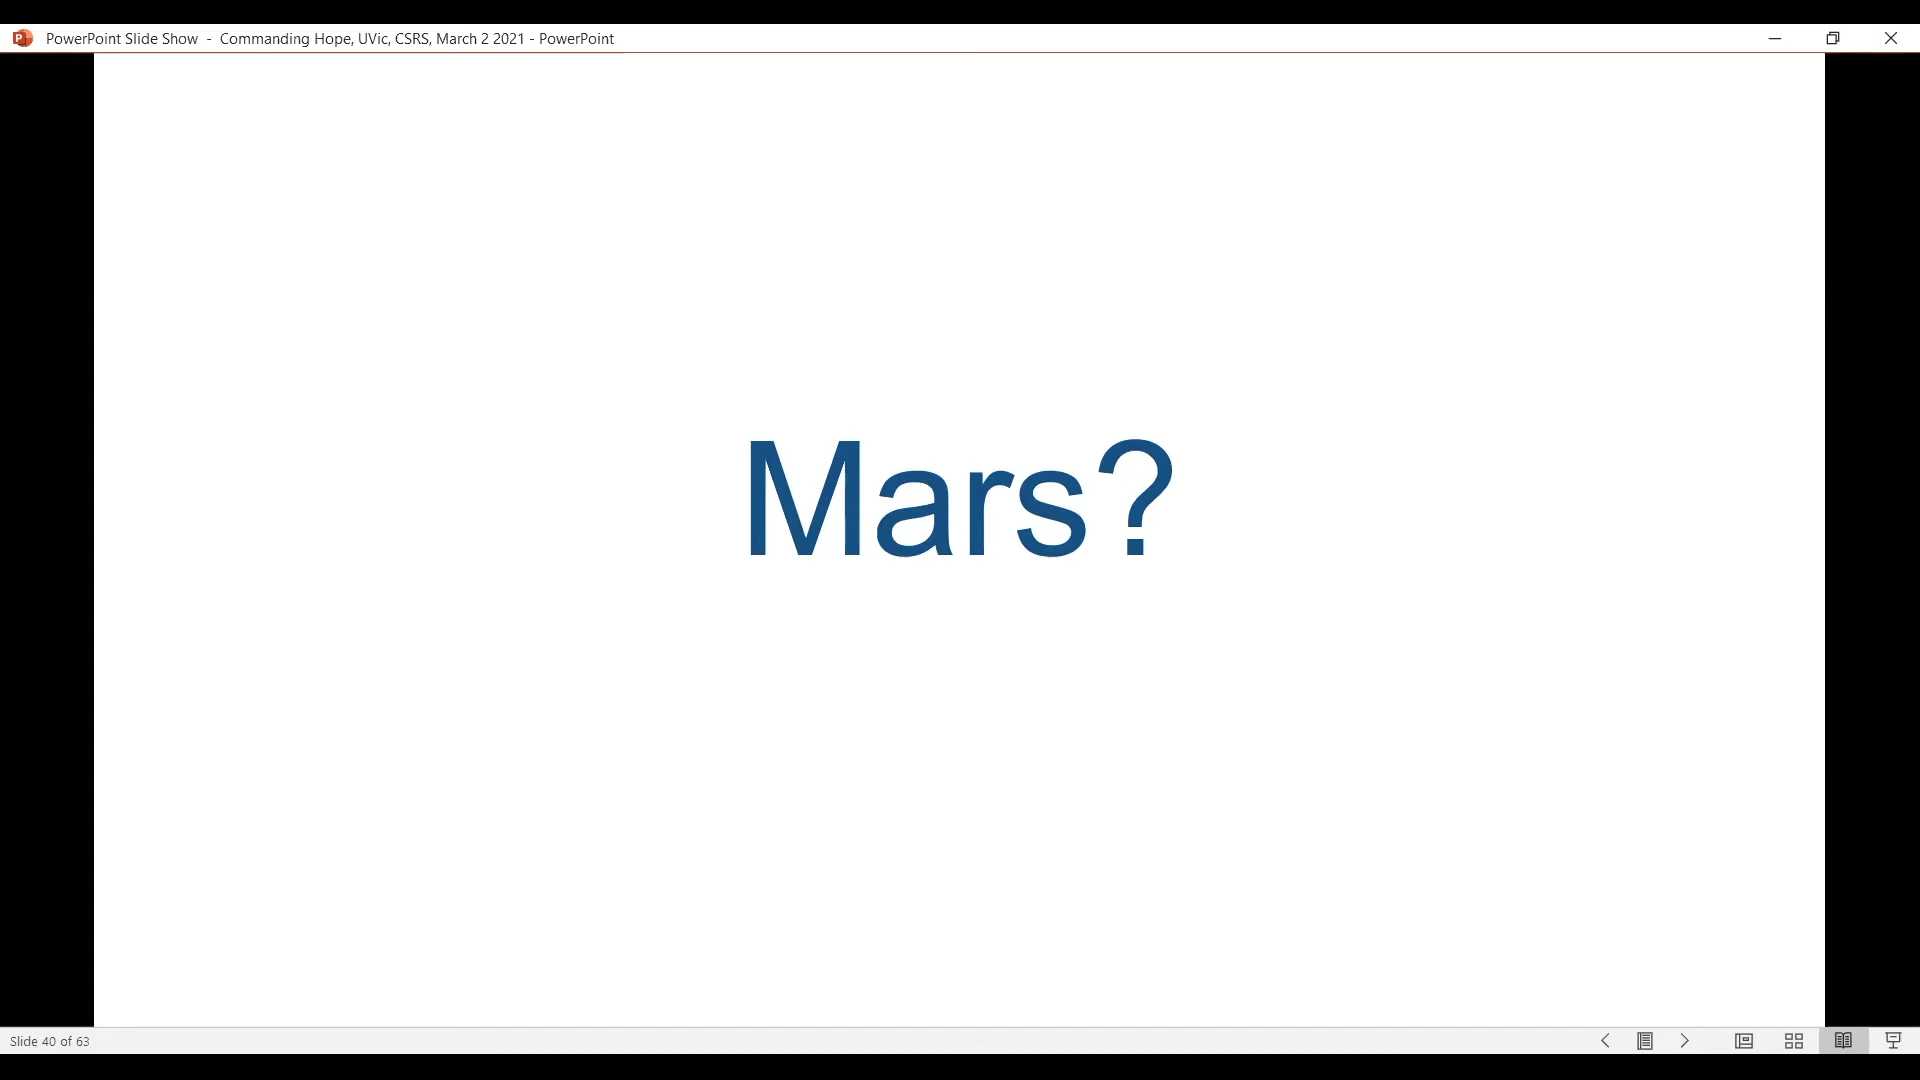 PowerPoint Slide Show - Commanding Hope, UVic, CSRS, March 2 2021 - PowerPoint
Mars?
Slide 40 of 63